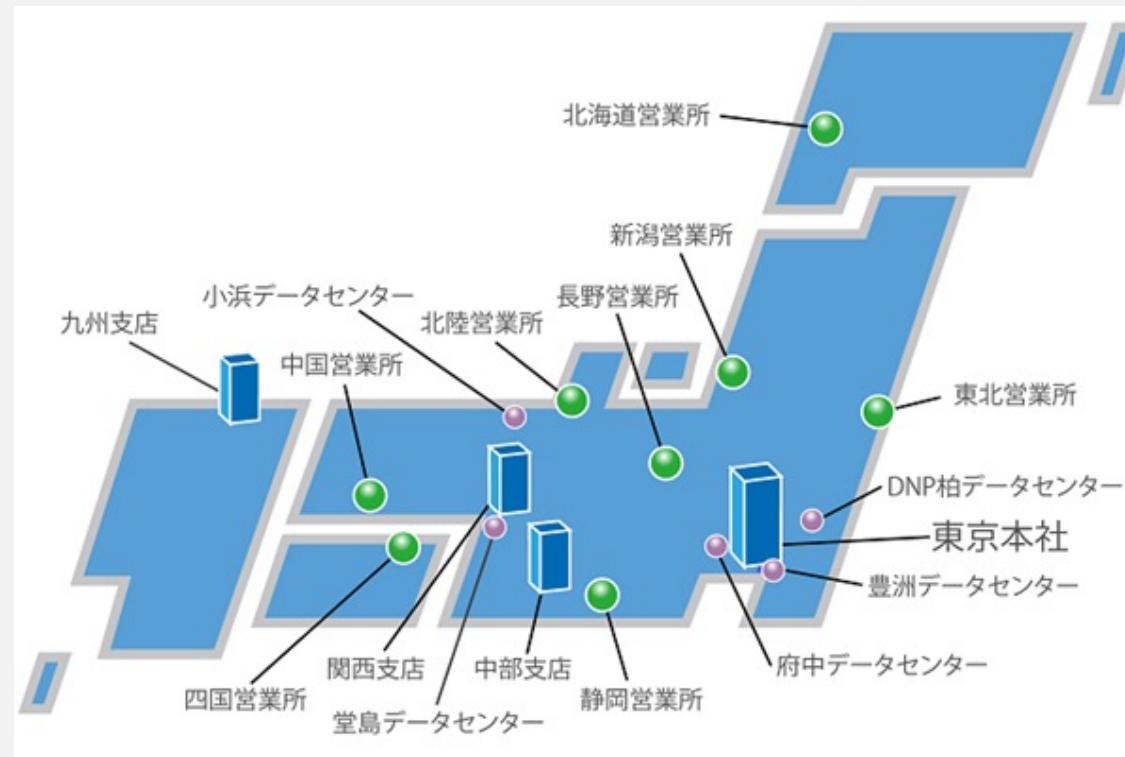 北海道営業所
新潟営業所
小浜データセンター
長野営業所
九州支店
北陸営業所
中国営業所
東北営業所
DNP柏データセンター
東京本社
豊洲データセンター
関西支店
中部支店
府中データセンター
四国営業所
静岡営業所
堂島データセンター